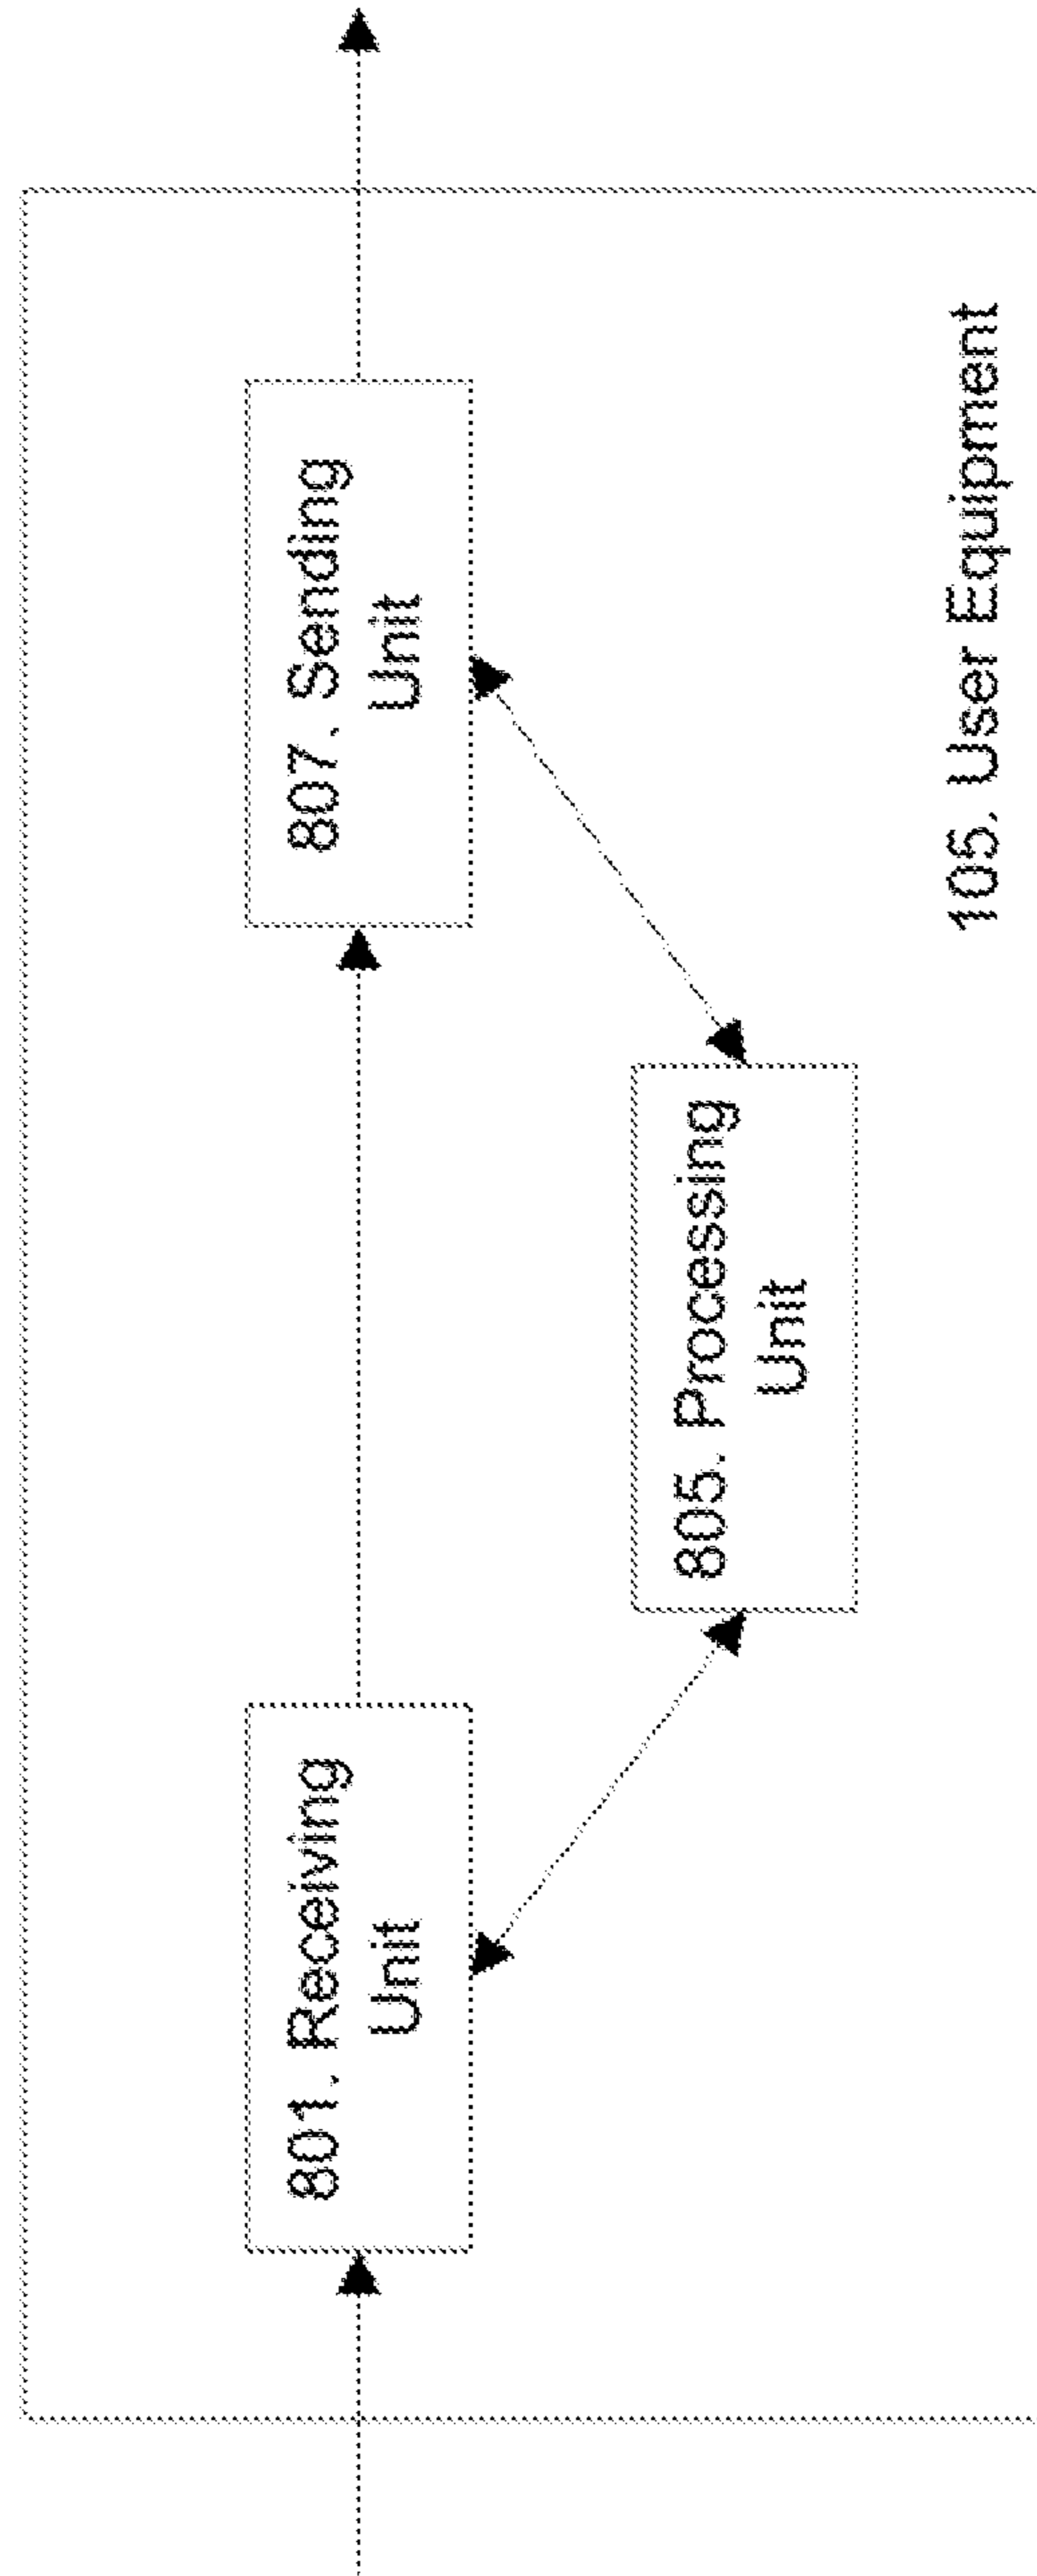 801. Receiving
Unit
807. Sending
Unit
805. Processing
Unit
105. User Equipment